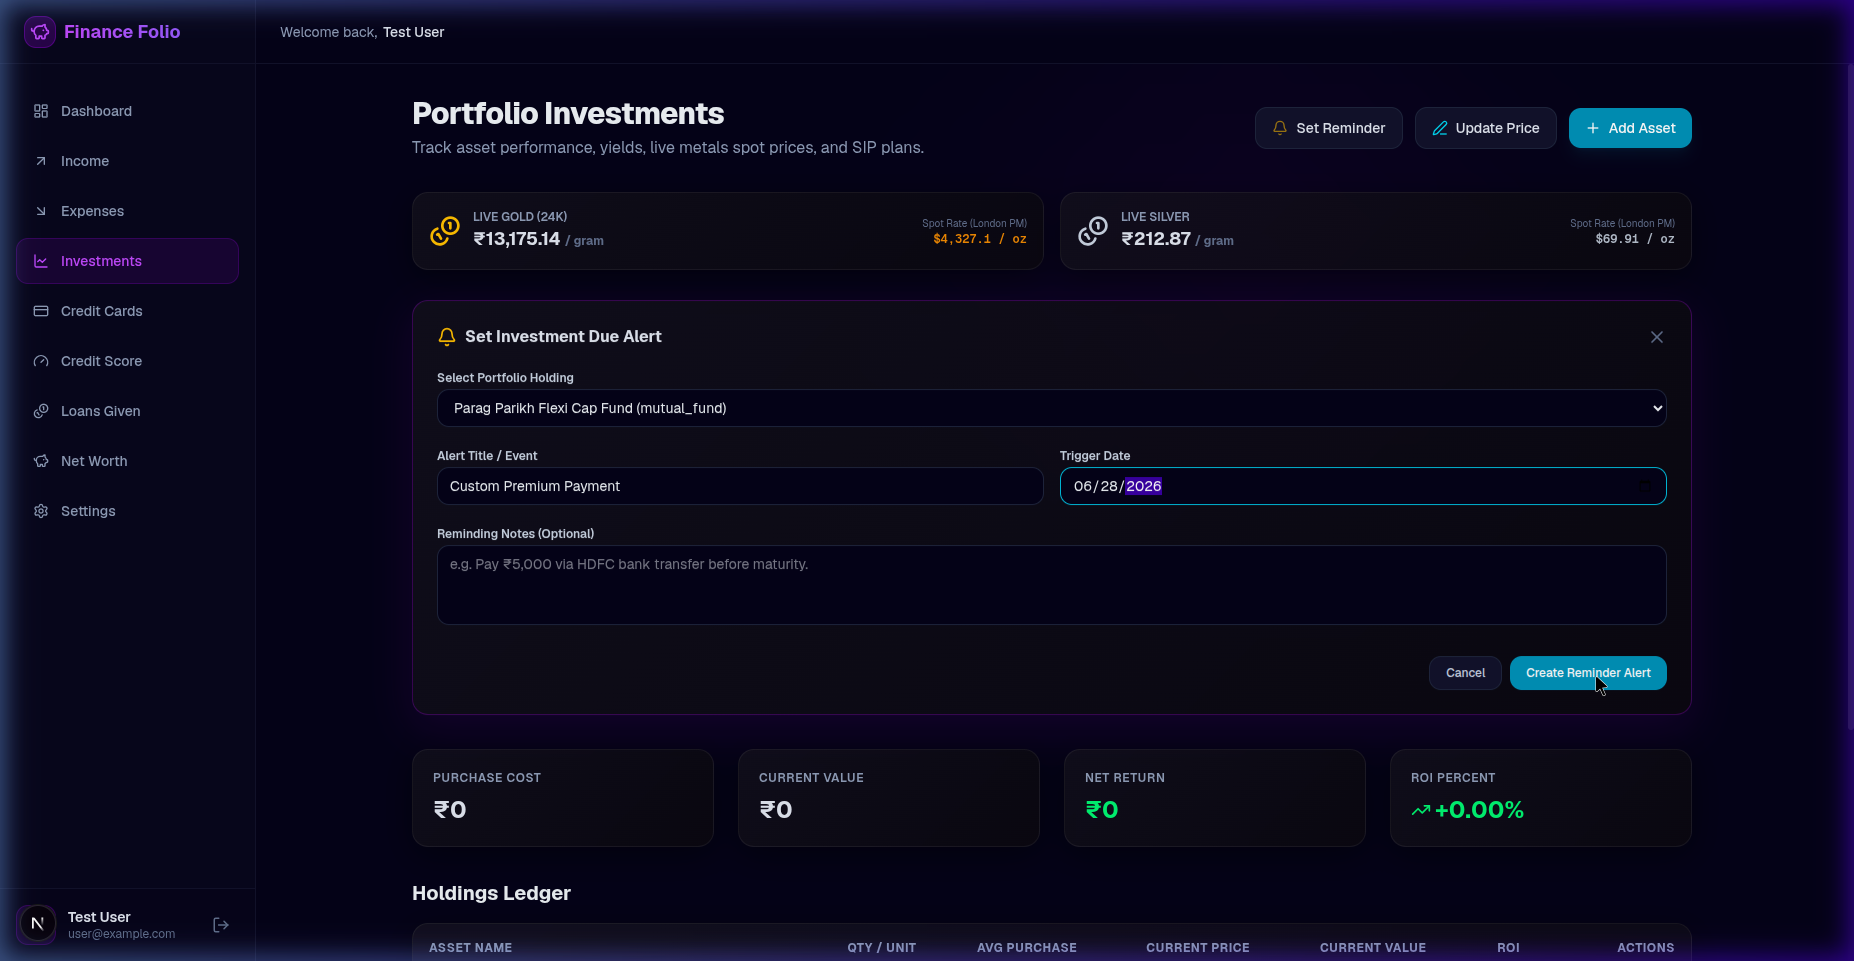 Finance Folio
Welcome back, Test User
Dashboard
Income
Expenses
Investments
Credit Cards
Credit Score
Loans Given
Net Worth
Settings
Portfolio Investments
Track asset performance, yields, live metals spot prices, and SIP plans.
Set Reminder
Update Price
Add Asset
LIVE GOLD (24K)
₹13,175.14 / gram
Spot Rate (London PM)
$4,327.1 / oz
LIVE SILVER
₹212.87 / gram
Spot Rate (London PM)
$69.91 / oz
Set Investment Due Alert
Select Portfolio Holding
Parag Parikh Flexi Cap Fund (mutual_fund)
Alert Title / Event
Custom Premium Payment
Trigger Date
06/28/2026
Reminding Notes (Optional)
e.g. Pay ₹5,000 via HDFC bank transfer before maturity.
Cancel
Create Reminder Alert
PURCHASE COST
₹0
CURRENT VALUE
₹0
NET RETURN
₹0
ROI PERCENT
+0.00%
Holdings Ledger
ASSET NAME QTY / UNIT AVG PURCHASE CURRENT PRICE CURRENT VALUE ROI ACTIONS
N
Test User
user@example.com